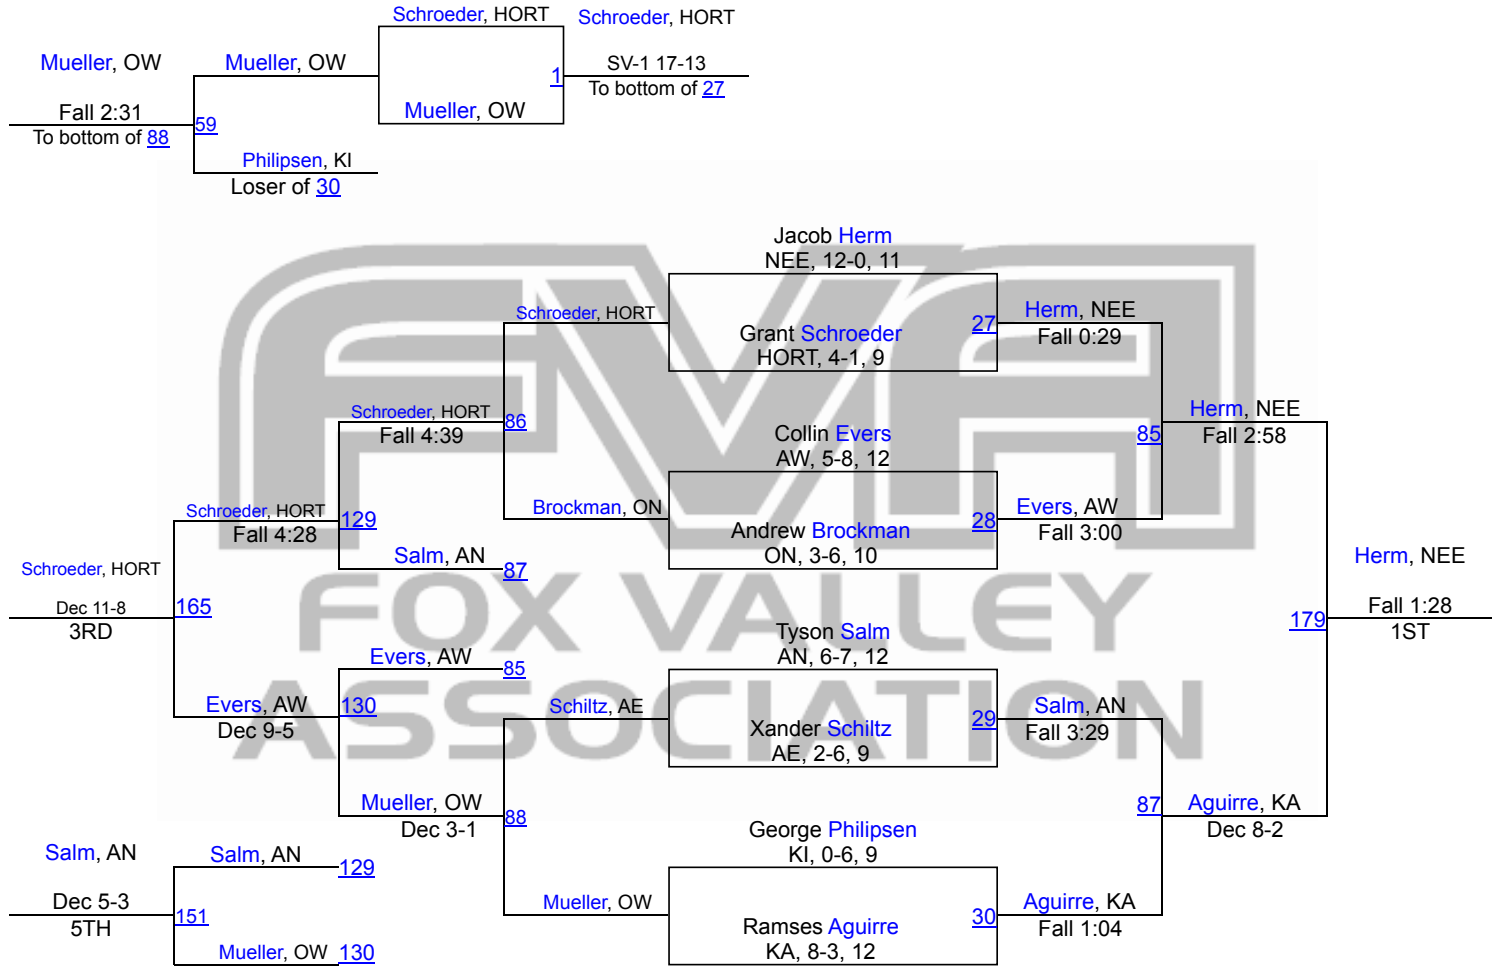 Schroeder, HORT
Schroeder, HORT
Mueller, OW
Mueller, OW
SV-1 17-13
1
To bottom of 27
Fall 2:31
Mueller, OW
59
To bottom of 88
Philipsen, KI
Loser of 30
Jacob Herm
NEE, 12-0, 11
Schroeder, HORT
Grant Schroeder
HORT, 4-1, 9
27
Herm, NEE
Fall 0:29
Schroeder, HORT
Fall 4:39
86
Collin Evers
AW, 5-8, 12
85
Herm, NEE
Fall 2:58
Brockman, ON
Andrew Brockman
ON, 3-6, 10
28
Evers, AW
Fall 3:00
Schroeder, HORT
Fall 4:28
129
Salm, AN
87
Schroeder, HORT
Dec 11-8
3RD
165
FVA
FOX VALLEY
ASSOCIATION
Herm, NEE
Fall 1:28
1ST
179
Evers, AW
85
Tyson Salm
AN, 6-7, 12
Evers, AW
Dec 9-5
130
Schiltz, AE
Xander Schiltz
AE, 2-6, 9
29
Salm, AN
Fall 3:29
Mueller, OW
Dec 3-1
88
George Philipsen
KI, 0-6, 9
87
Aguirre, KA
Dec 8-2
Salm, AN
Salm, AN
129
Mueller, OW
Ramses Aguirre
KA, 8-3, 12
30
Aguirre, KA
Fall 1:04
Dec 5-3
5TH
151
Mueller, OW
130